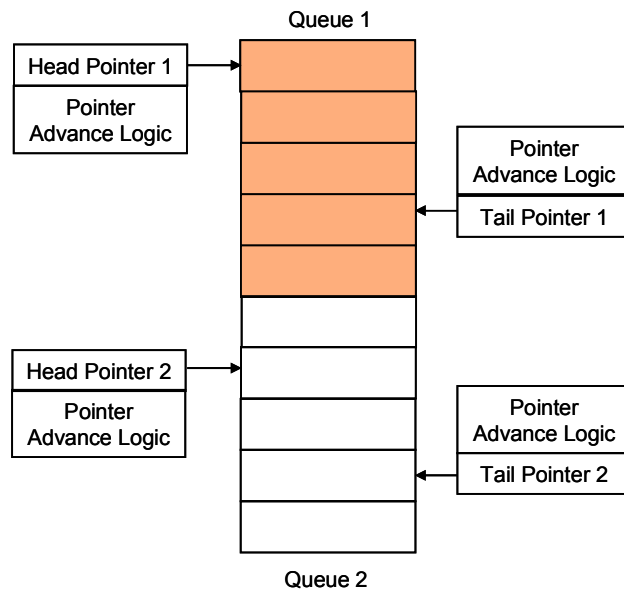 Queue 1
Head Pointer 1
Pointer
Advance Logic
Pointer
Advance Logic
Tail Pointer 1
Head Pointer 2
Pointer
Advance Logic
Pointer
Advance Logic
Tail Pointer 2
Queue 2